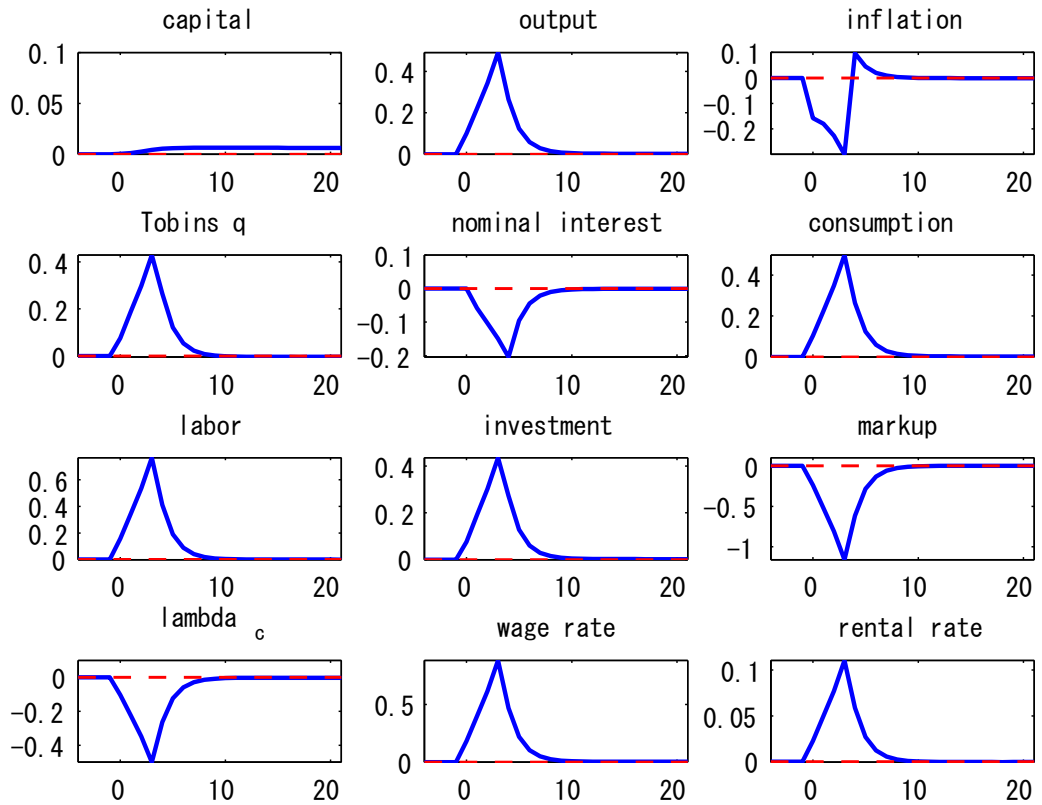 capital output inflation
0.1 0.4 0.1
0.05 0.2 0
0 0 -0.1
-0.2
0 10 20 0 10 20 0 10 20
Tobins q nominal interest consumption
0.4 0.1 0.4
0.2 0 0.2
0 -0.1 0
-0.2
0 10 20 0 10 20 0 10 20
labor investment markup
0.6 0.4 0
0.4 0.2 -0.5
0.2 0 -1
0
0 10 20 0 10 20 0 10 20
lambda c wage rate rental rate
0 0.5 0.1
-0.2 0 0.05
-0.4 0
0 10 20 0 10 20 0 10 20